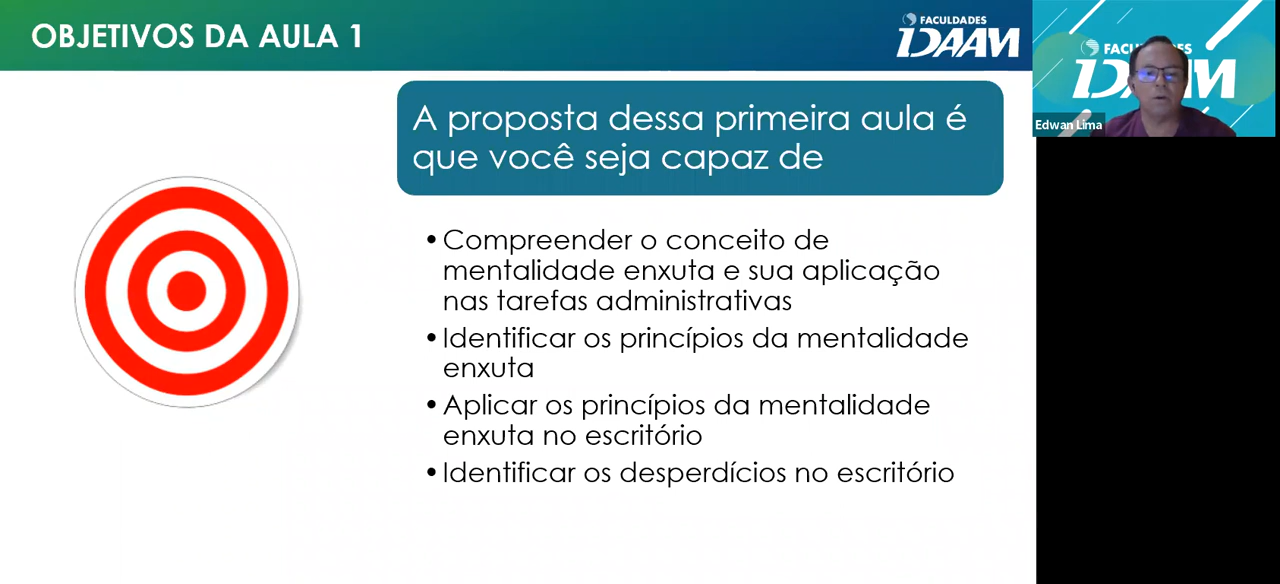 OBJETIVOS DA AULA 1
FACULDADES
IDAAM
A proposta dessa primeira aula é
que você seja capaz de
• Compreender o conceito de
mentalidade enxuta e sua aplicação
nas tarefas administrativas
• Identificar os princípios da mentalidade
enxuta
• Aplicar os princípios da mentalidade
enxuta no escritório
• Identificar os desperdícios no escritório
Edwan Lima